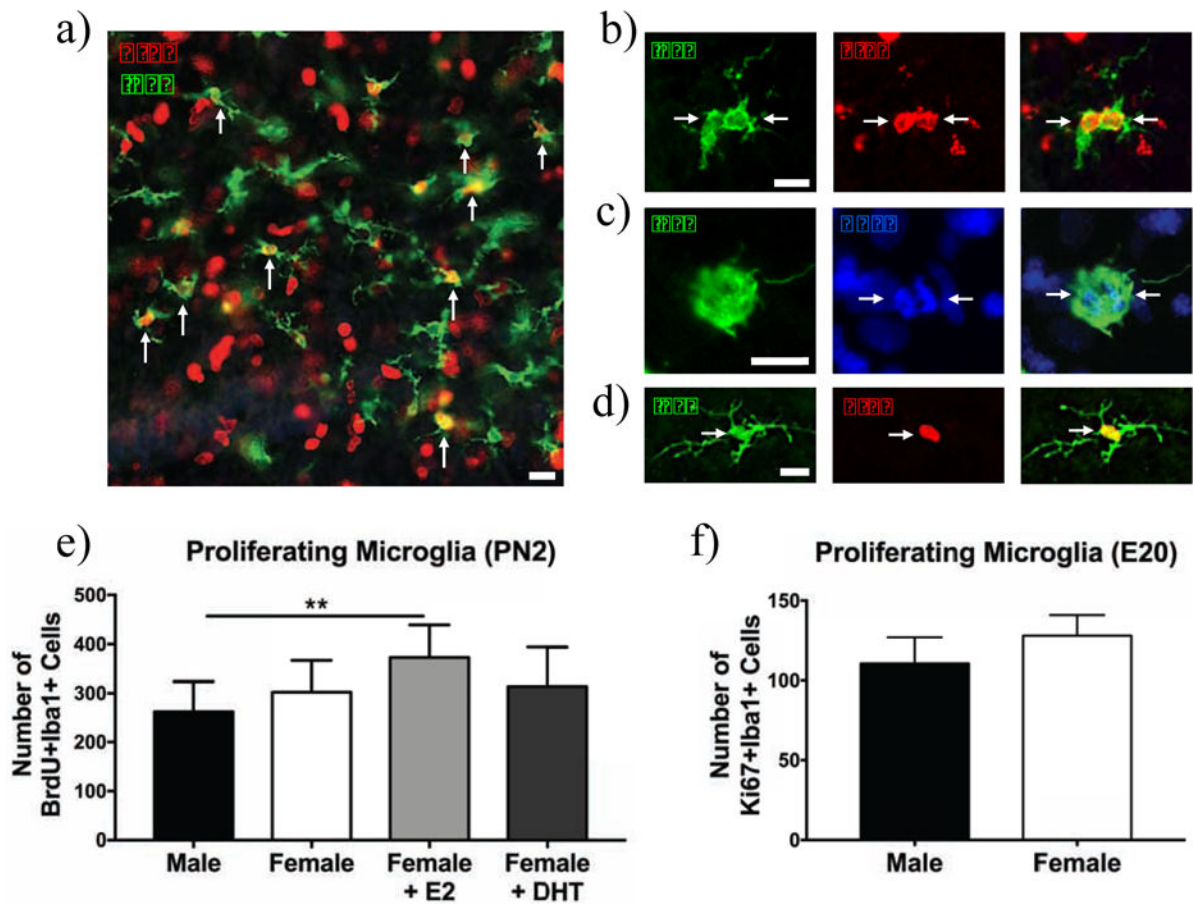 a)
b)
c)
d)
e)
Proliferating Microglia (PN2)
Number of
BrdU+Iba1+ Cells
500
400
300
200
100
0
**
Male
Female
Female
+ E2
Female
+ DHT
f)
Proliferating Microglia (E20)
Number of
Ki67+Iba1+ Cells
150
100
50
0
Male
Female